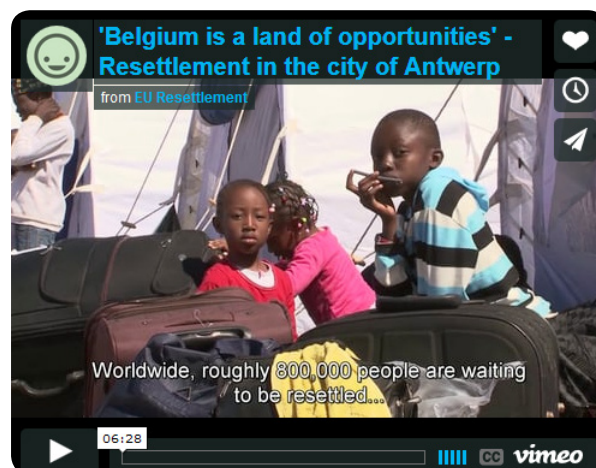 'Belgium is a land of opportunities' -
Resettlement in the city of Antwerp
from EU Resettlement
Worldwide, roughly 800,000 people are waiting
to be resettled...
06:28
CC vimeo